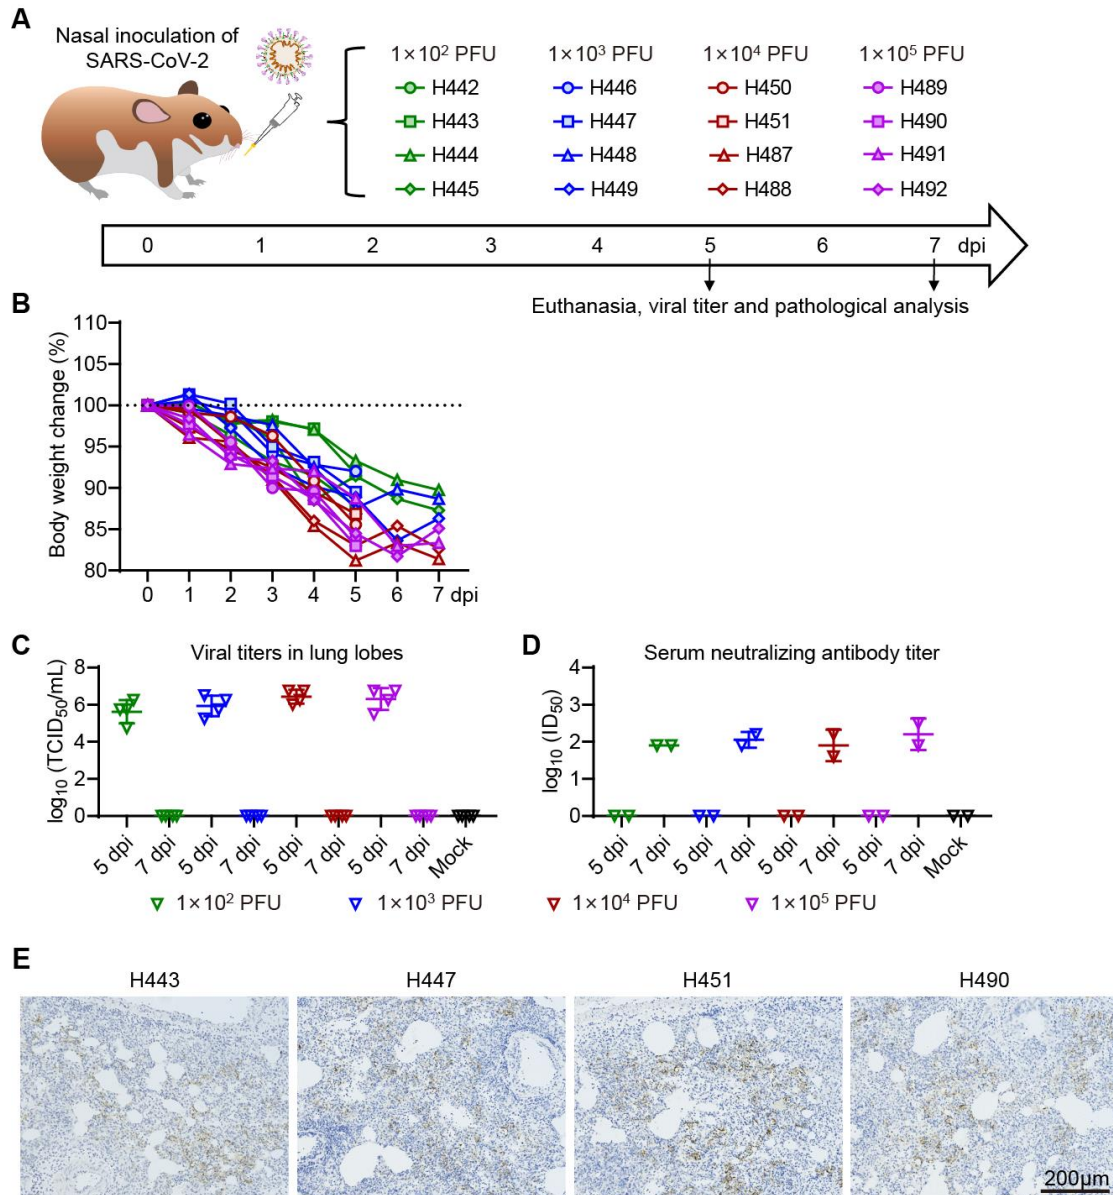 A
Nasal inoculation of
SARS-CoV-2
1×10² PFU 1×10³ PFU 1×10⁴ PFU 1×10⁵ PFU
H442 H446 H450 H489
H443 H447 H451 H490
H444 H448 H487 H491
H445 H449 H488 H492
0 1 2 3 4 5 6 7 dpi
Euthanasia, viral titer and pathological analysis
B
Body weight change (%)
110
105
100
95
90
85
80
0 1 2 3 4 5 6 7 dpi
C
Viral titers in lung lobes
log₁₀ (TCID₅₀/mL)
8
6
4
2
0
5 dpi 7 dpi 5 dpi 7 dpi 5 dpi 7 dpi 5 dpi 7 dpi Mock
D
Serum neutralizing antibody titer
log₁₀ (ID₅₀)
4
3
2
1
0
5 dpi 7 dpi 5 dpi 7 dpi 5 dpi 7 dpi 5 dpi 7 dpi Mock
1×10² PFU 1×10³ PFU 1×10⁴ PFU 1×10⁵ PFU
E
H443 H447 H451 H490
200μm